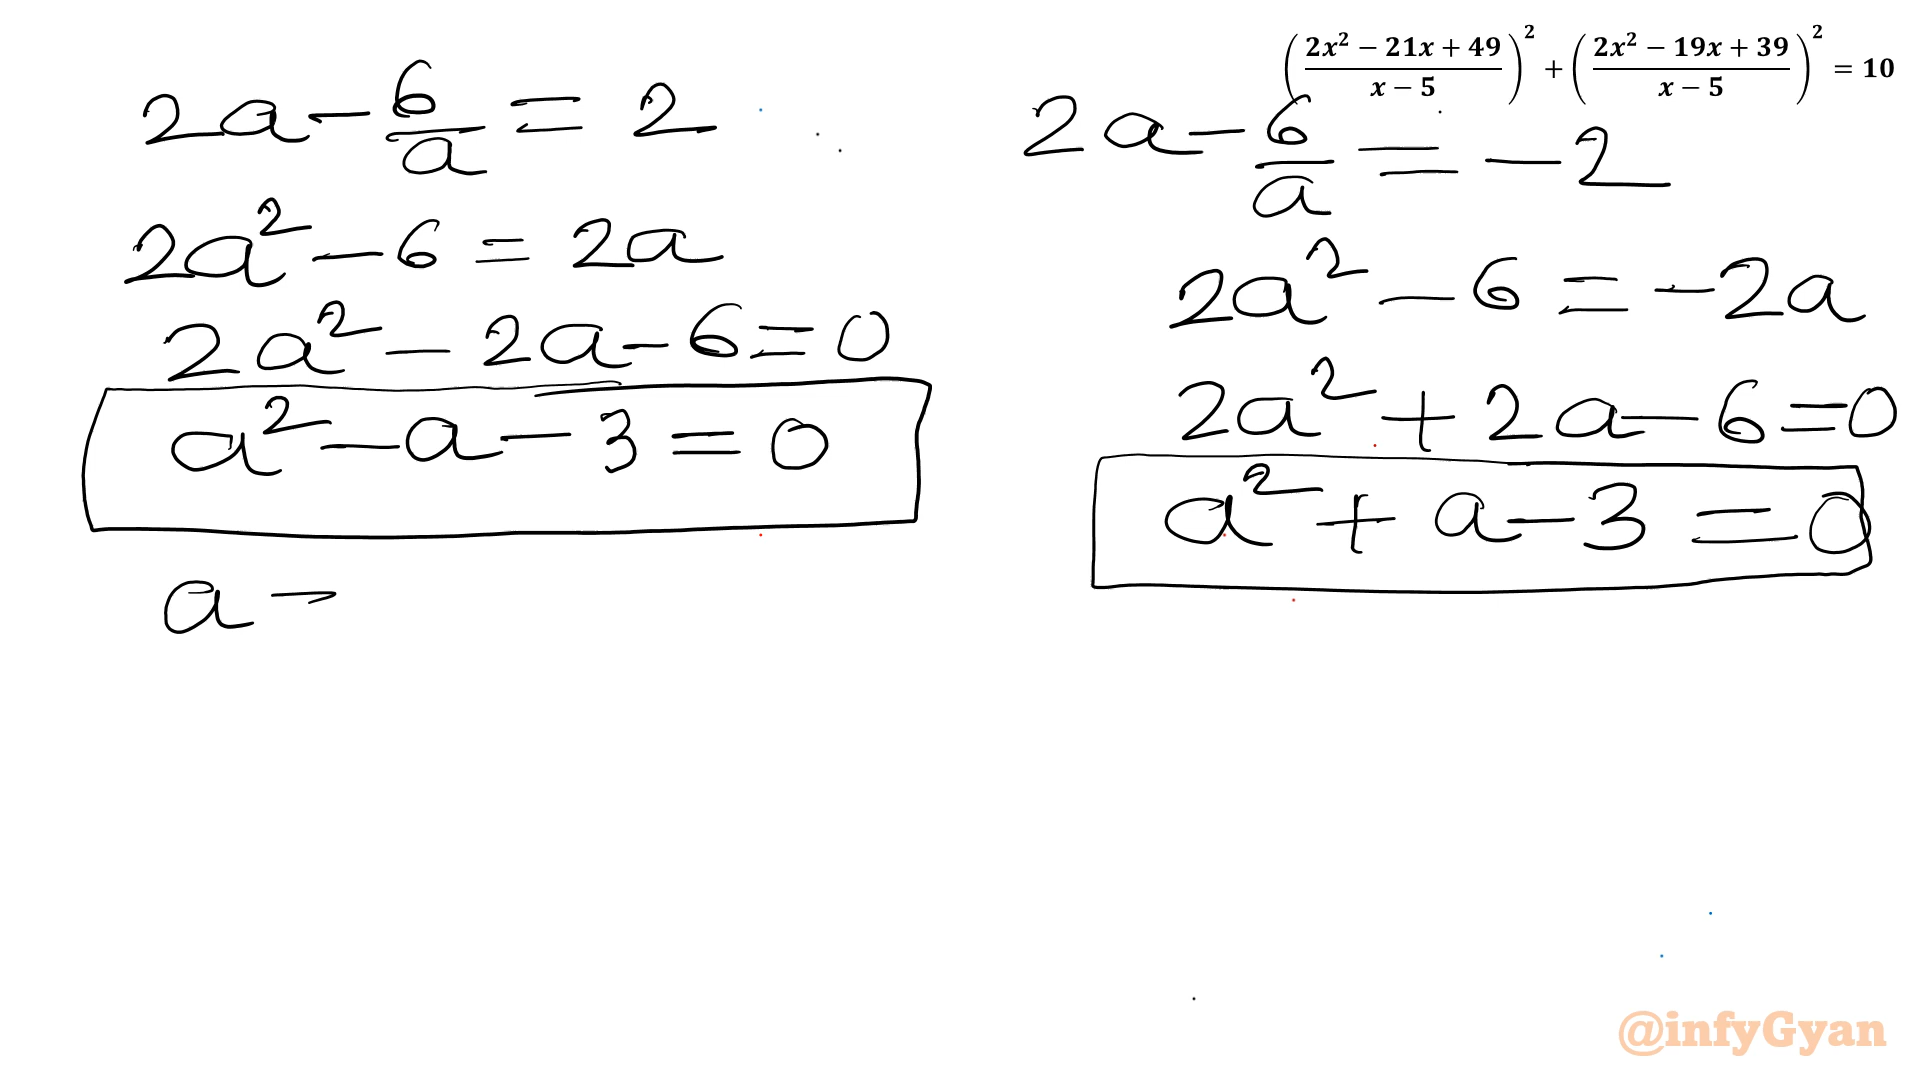 (2x² − 21x + 49 / x − 5)² + (2x² − 19x + 39 / x − 5)² = 10
2a − 6/a = 2
2a² − 6 = 2a
2a² − 2a − 6 = 0
a² − a − 3 = 0
a =
2a − 6/a = −2
2a² − 6 = −2a
2a² + 2a − 6 = 0
a² + a − 3 = 0
@infyGyan